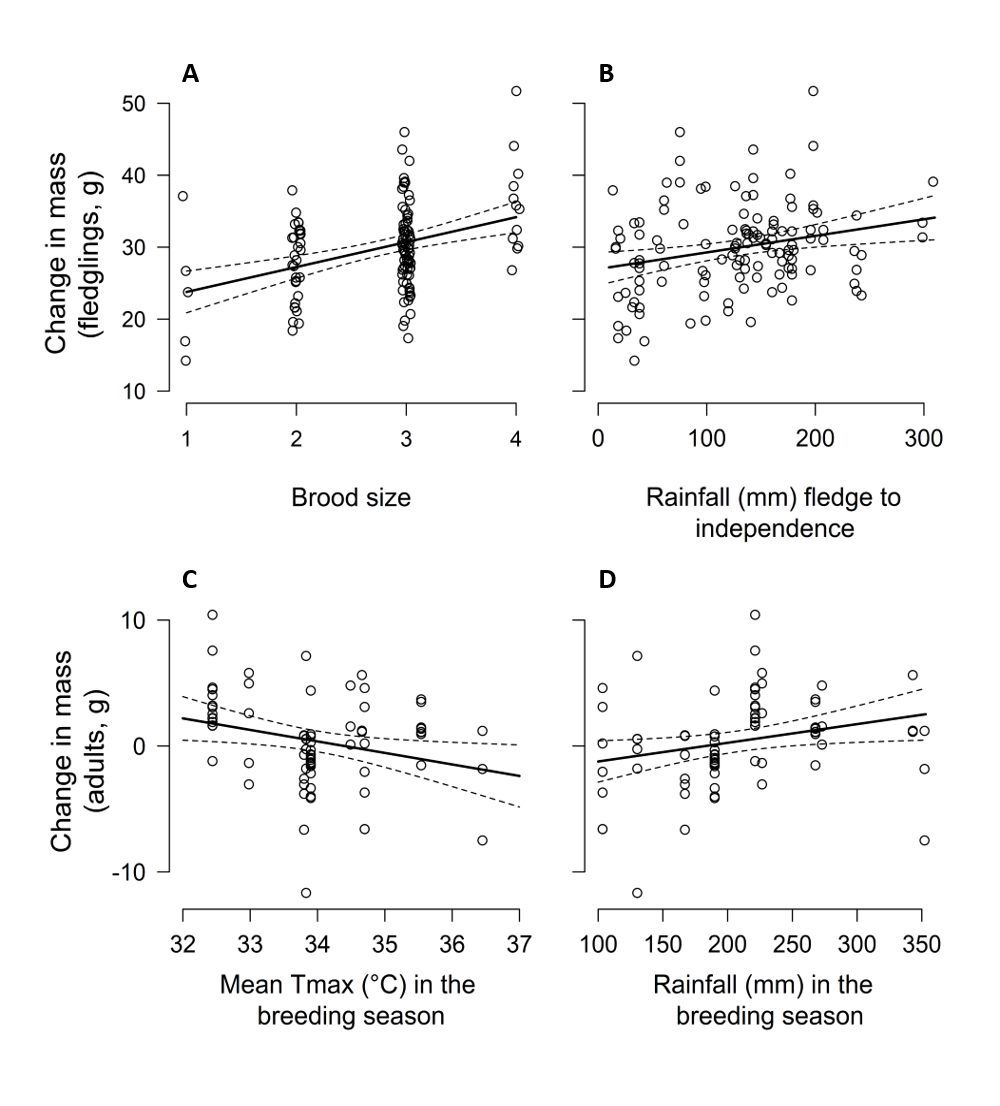 A
B
50
40
30
20
10
Change in mass
(fledglings, g)
1 2 3 4
0 100 200 300
Brood size
Rainfall (mm) fledge to
independence
C
D
10
0
-10
Change in mass
(adults, g)
32 33 34 35 36 37
100 150 200 250 300 350
Mean Tmax (°C) in the
breeding season
Rainfall (mm) in the
breeding season